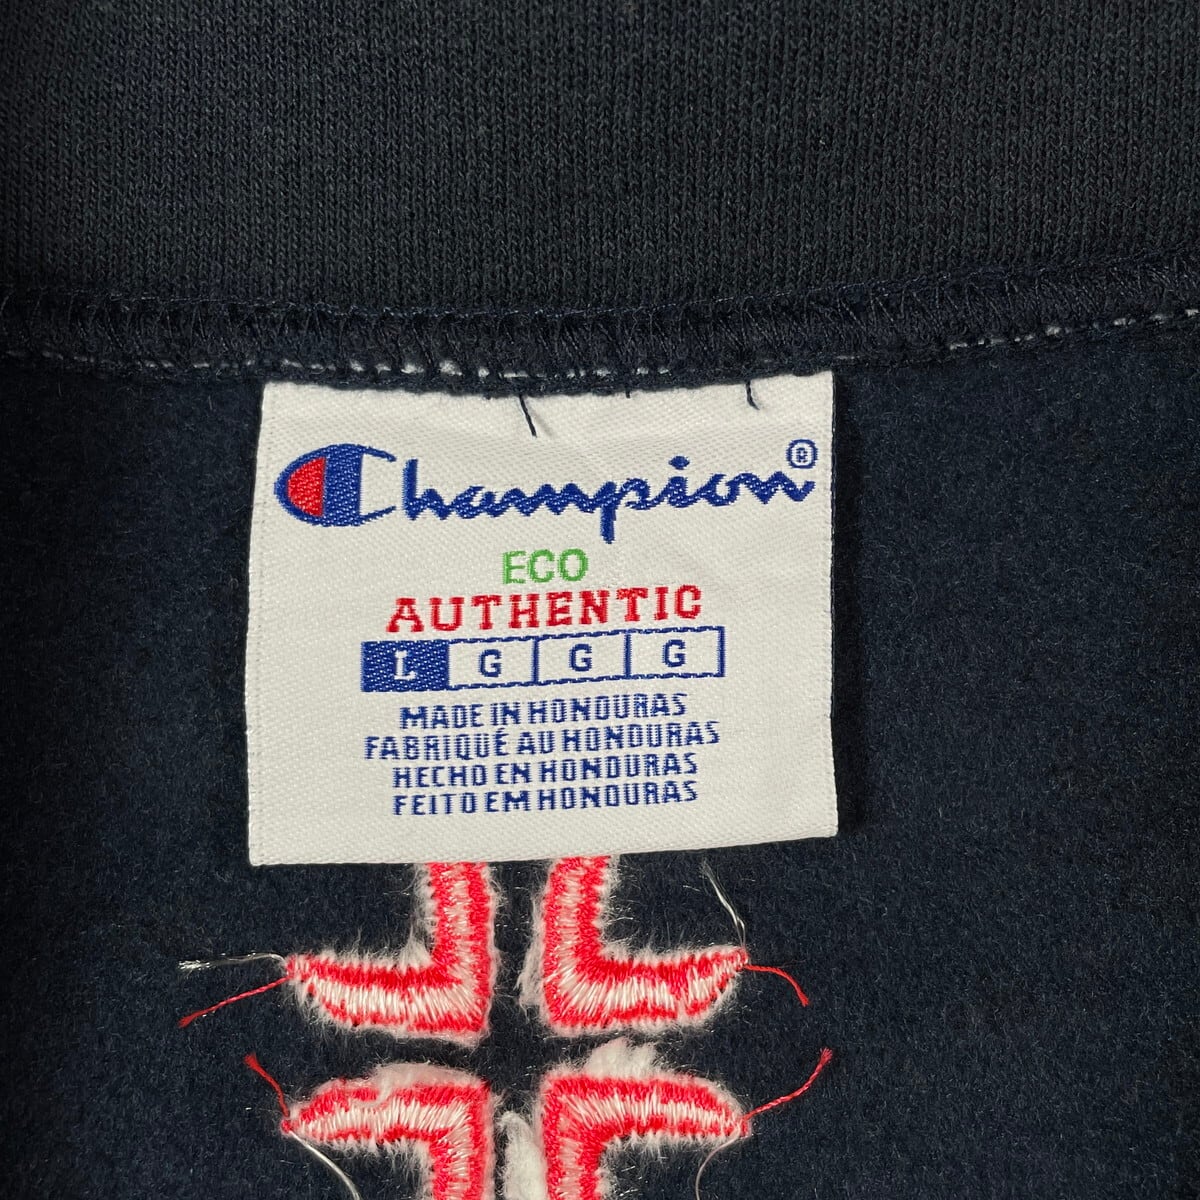 Champion®
ECO
AUTHENTIC
L G G G
MADE IN HONDURAS
FABRIQUÉ AU HONDURAS
HECHO EN HONDURAS
FEITO EM HONDURAS